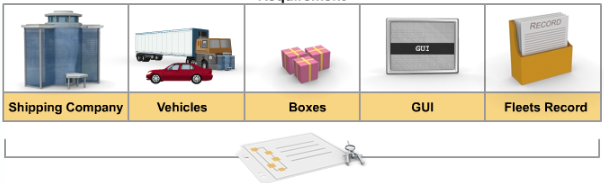 GUI
RECORD
Shipping Company
Vehicles
Boxes
GUI
Fleets Record